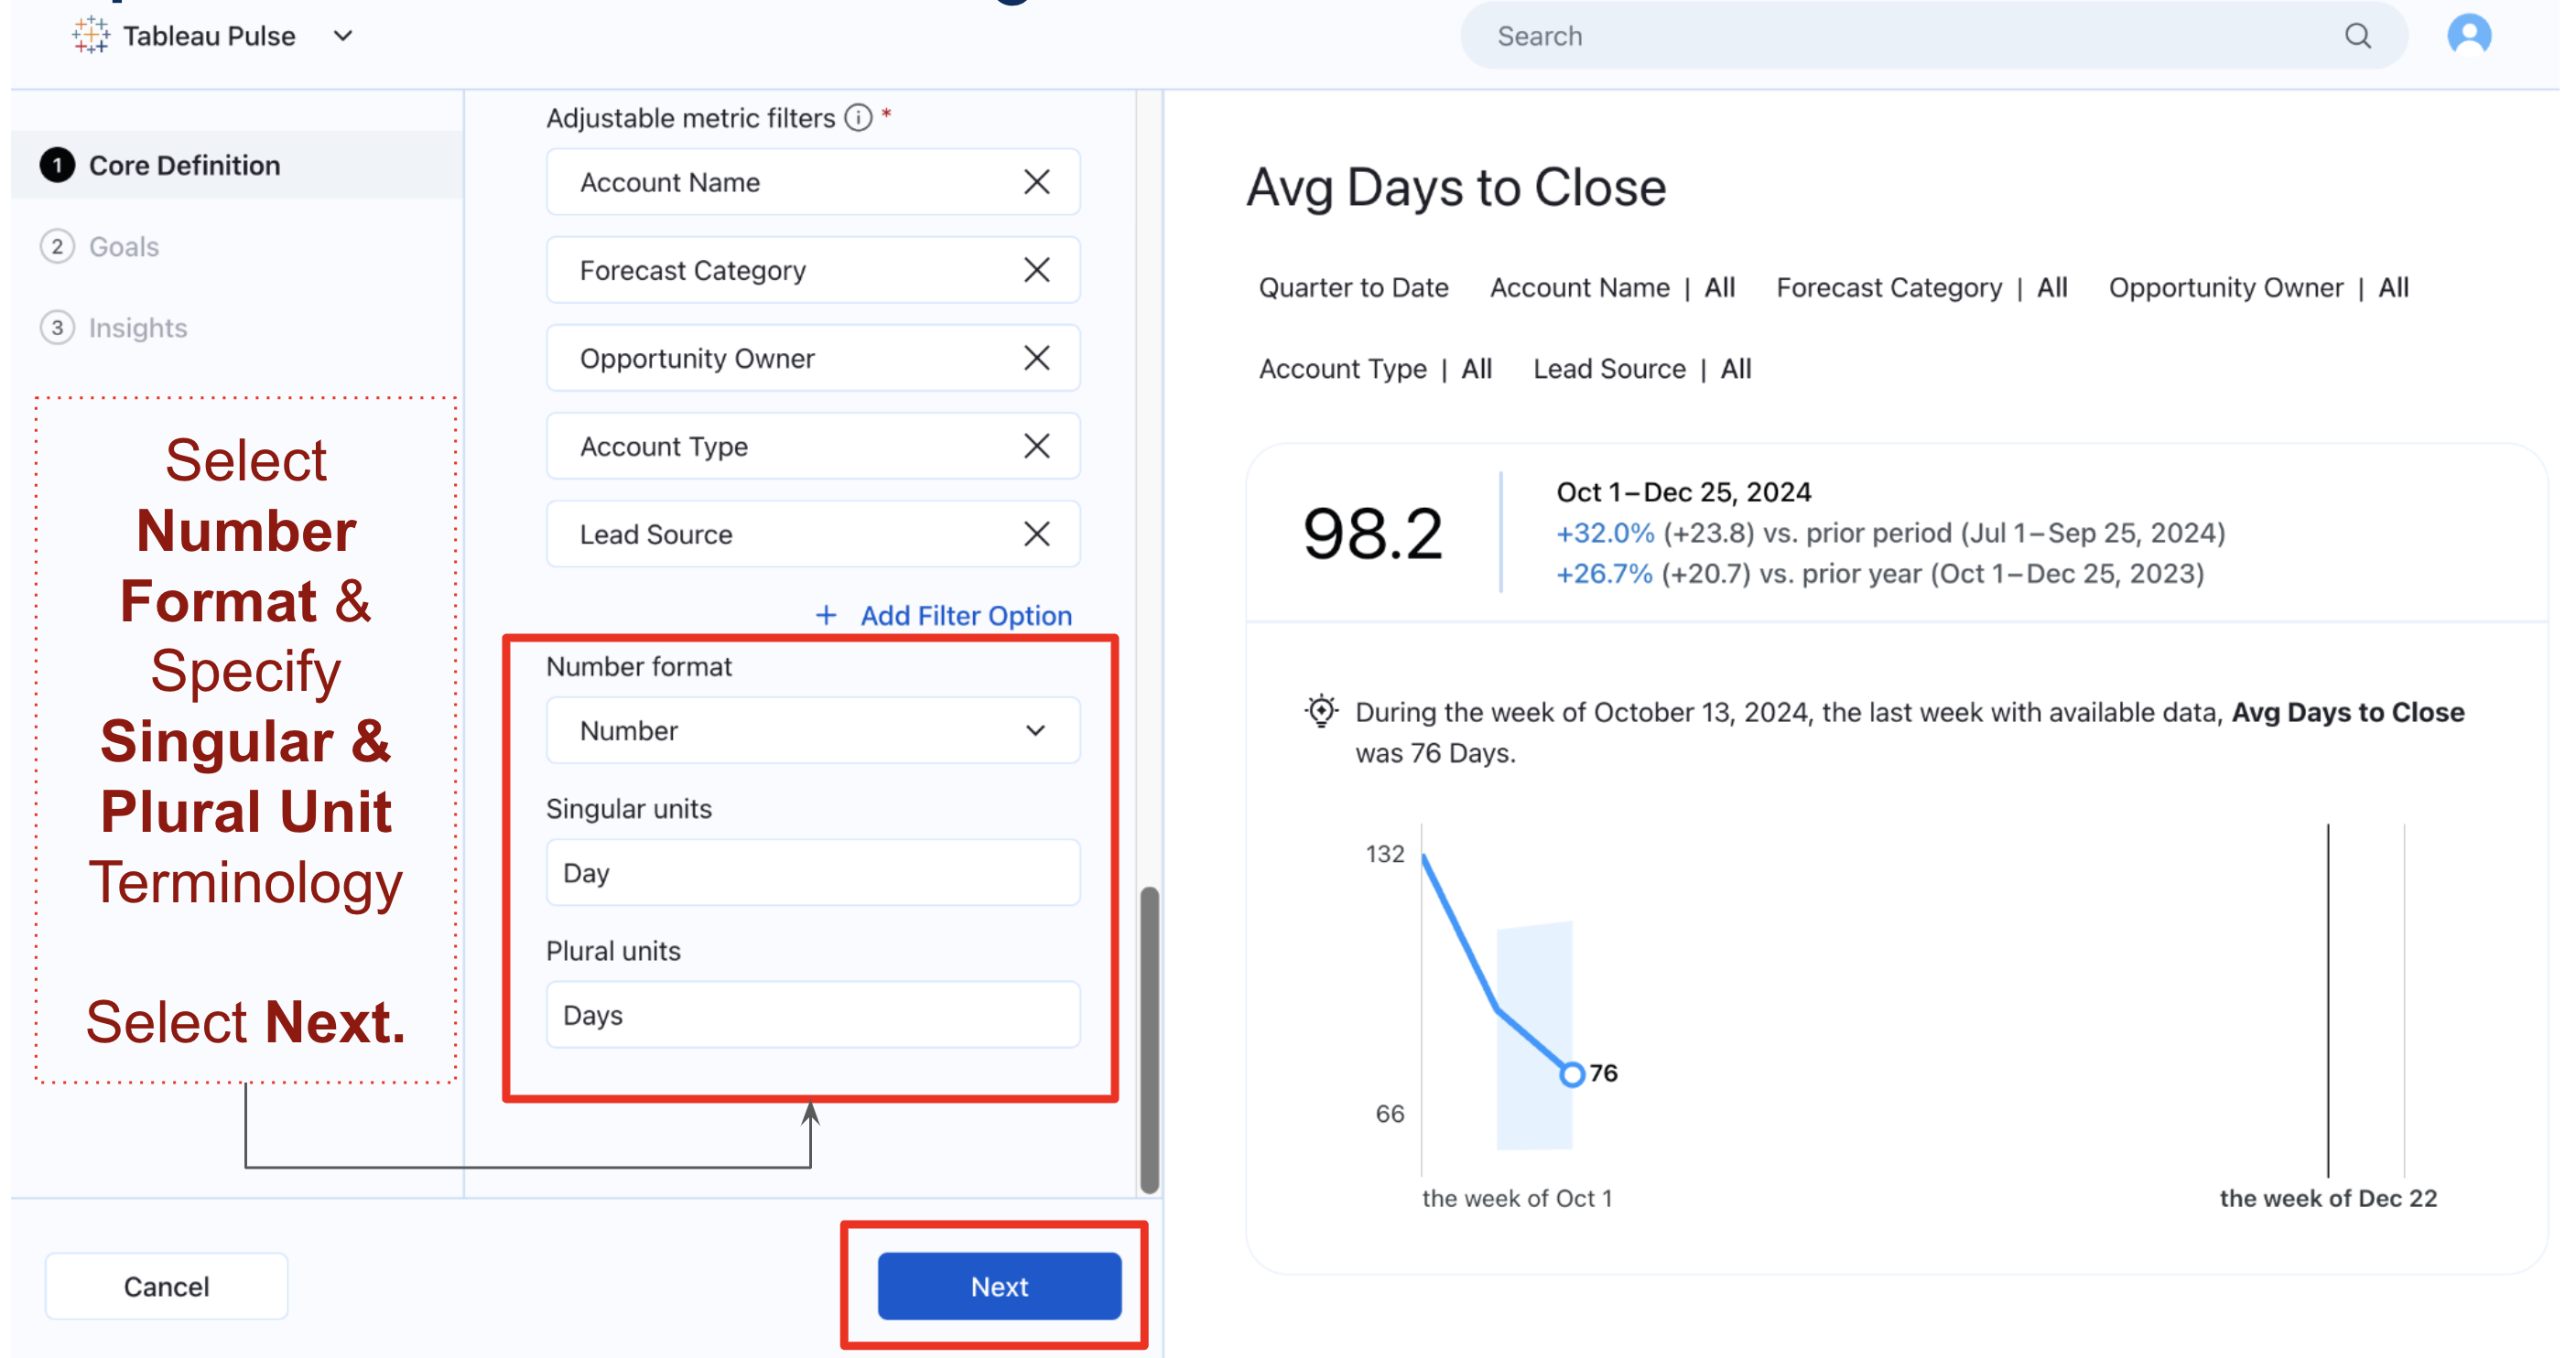 Tableau Pulse
Search
1 Core Definition
2 Goals
3 Insights
Select
Number
Format &
Specify
Singular &
Plural Unit
Terminology
Select Next.
Adjustable metric filters *
Account Name
Forecast Category
Opportunity Owner
Account Type
Lead Source
+ Add Filter Option
Number format
Number
Singular units
Day
Plural units
Days
Cancel
Next
Avg Days to Close
Quarter to Date Account Name | All Forecast Category | All Opportunity Owner | All
Account Type | All Lead Source | All
98.2
Oct 1–Dec 25, 2024
+32.0% (+23.8) vs. prior period (Jul 1–Sep 25, 2024)
+26.7% (+20.7) vs. prior year (Oct 1–Dec 25, 2023)
During the week of October 13, 2024, the last week with available data, Avg Days to Close
was 76 Days.
132
76
66
the week of Oct 1
the week of Dec 22